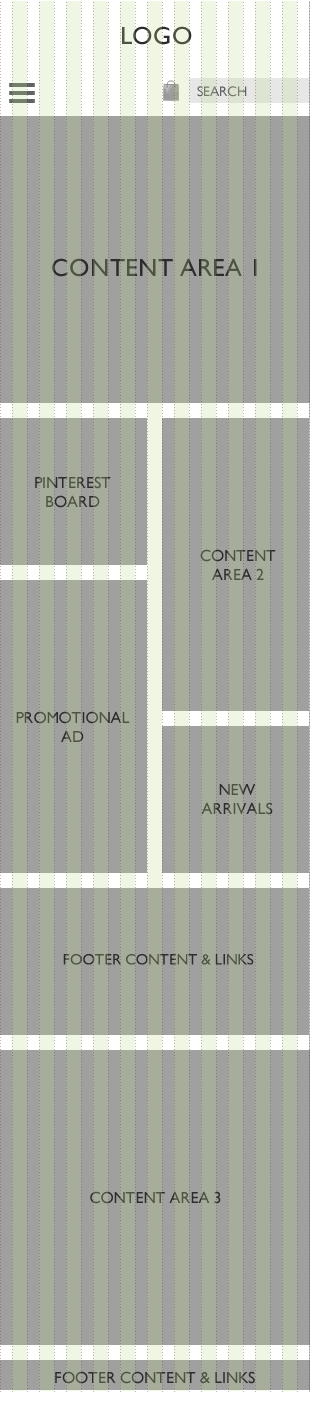 LOGO
SEARCH
CONTENT AREA 1
PINTEREST
BOARD
CONTENT
AREA 2
PROMOTIONAL
AD
NEW
ARRIVALS
FOOTER CONTENT & LINKS
CONTENT AREA 3
FOOTER CONTENT & LINKS